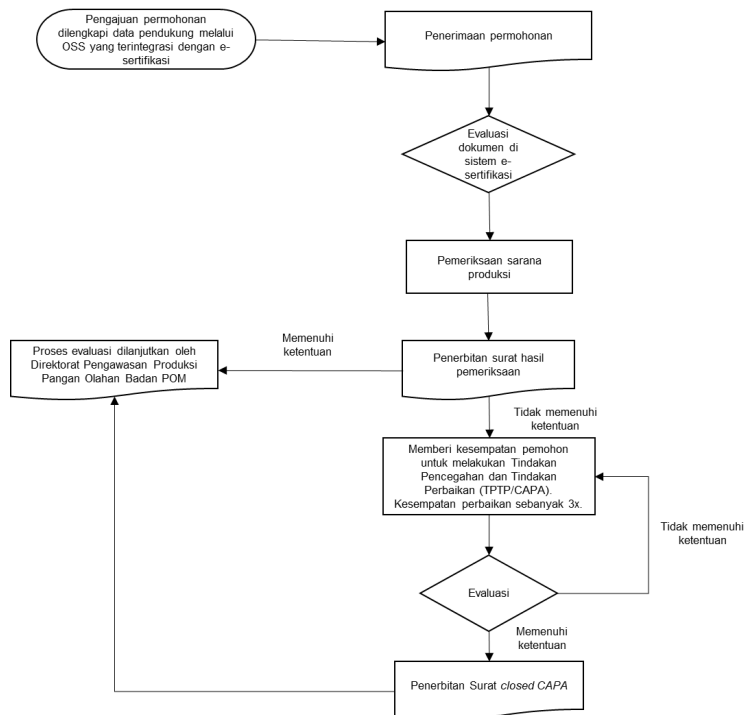 Pengajuan permohonan
dilengkapi data pendukung melalui
OSS yang terintegrasi dengan e-
sertifikasi
Penerimaan permohonan
Evaluasi
dokumen di
sistem e-
sertifikasi
Pemeriksaan sarana
produksi
Penerbitan surat hasil
pemeriksaan
Memenuhi
ketentuan
Proses evaluasi dilanjutkan oleh
Direktorat Pengawasan Produksi
Pangan Olahan Badan POM
Tidak memenuhi
ketentuan
Memberi kesempatan pemohon
untuk melakukan Tindakan
Pencegahan dan Tindakan
Perbaikan (TPTP/CAPA).
Kesempatan perbaikan sebanyak 3x.
Tidak memenuhi
ketentuan
Evaluasi
Memenuhi
ketentuan
Penerbitan Surat closed CAPA